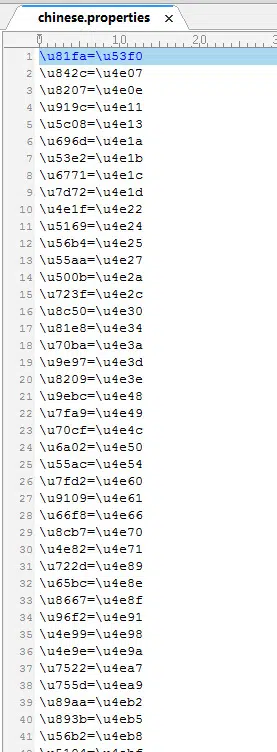 chinese.properties ×
0 10 20
1 \u81fa=\u53f0
2 \u842c=\u4e07
3 \u8207=\u4e0e
4 \u919c=\u4e11
5 \u5c08=\u4e13
6 \u696d=\u4e1a
7 \u53e2=\u4e1b
8 \u6771=\u4e1c
9 \u7d72=\u4e1d
10 \u4e1f=\u4e22
11 \u5169=\u4e24
12 \u56b4=\u4e25
13 \u55aa=\u4e27
14 \u500b=\u4e2a
15 \u723f=\u4e2c
16 \u8c50=\u4e30
17 \u81e8=\u4e34
18 \u70ba=\u4e3a
19 \u9e97=\u4e3d
20 \u8209=\u4e3e
21 \u9ebc=\u4e48
22 \u7fa9=\u4e49
23 \u70cf=\u4e4c
24 \u6a02=\u4e50
25 \u55ac=\u4e54
26 \u7fd2=\u4e60
27 \u9109=\u4e61
28 \u66f8=\u4e66
29 \u8cb7=\u4e70
30 \u4e82=\u4e71
31 \u722d=\u4e89
32 \u65bc=\u4e8e
33 \u8667=\u4e8f
34 \u96f2=\u4e91
35 \u4e99=\u4e98
36 \u4e9e=\u4e9a
37 \u7522=\u4ea7
38 \u755d=\u4ea9
39 \u89aa=\u4eb2
40 \u893b=\u4eb5
41 \u56b2=\u4eb8